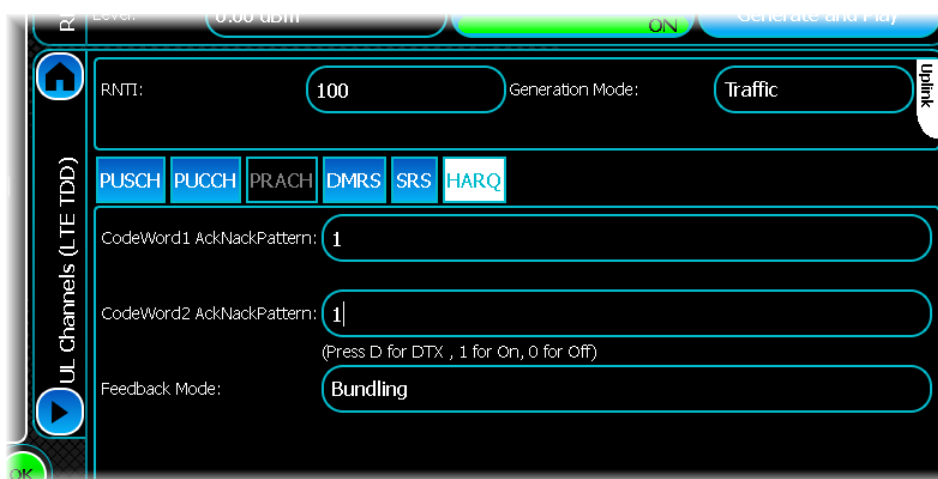 Level:
0.00 dBm
ON
Generate and Play
RNTI:
100
Generation Mode:
Traffic
Uplink
UL Channels (LTE TDD)
PUSCH PUCCH PRACH DMRS SRS HARQ
CodeWord1 AckNackPattern:
1
CodeWord2 AckNackPattern:
1
(Press D for DTX , 1 for On, 0 for Off)
Feedback Mode:
Bundling
OK